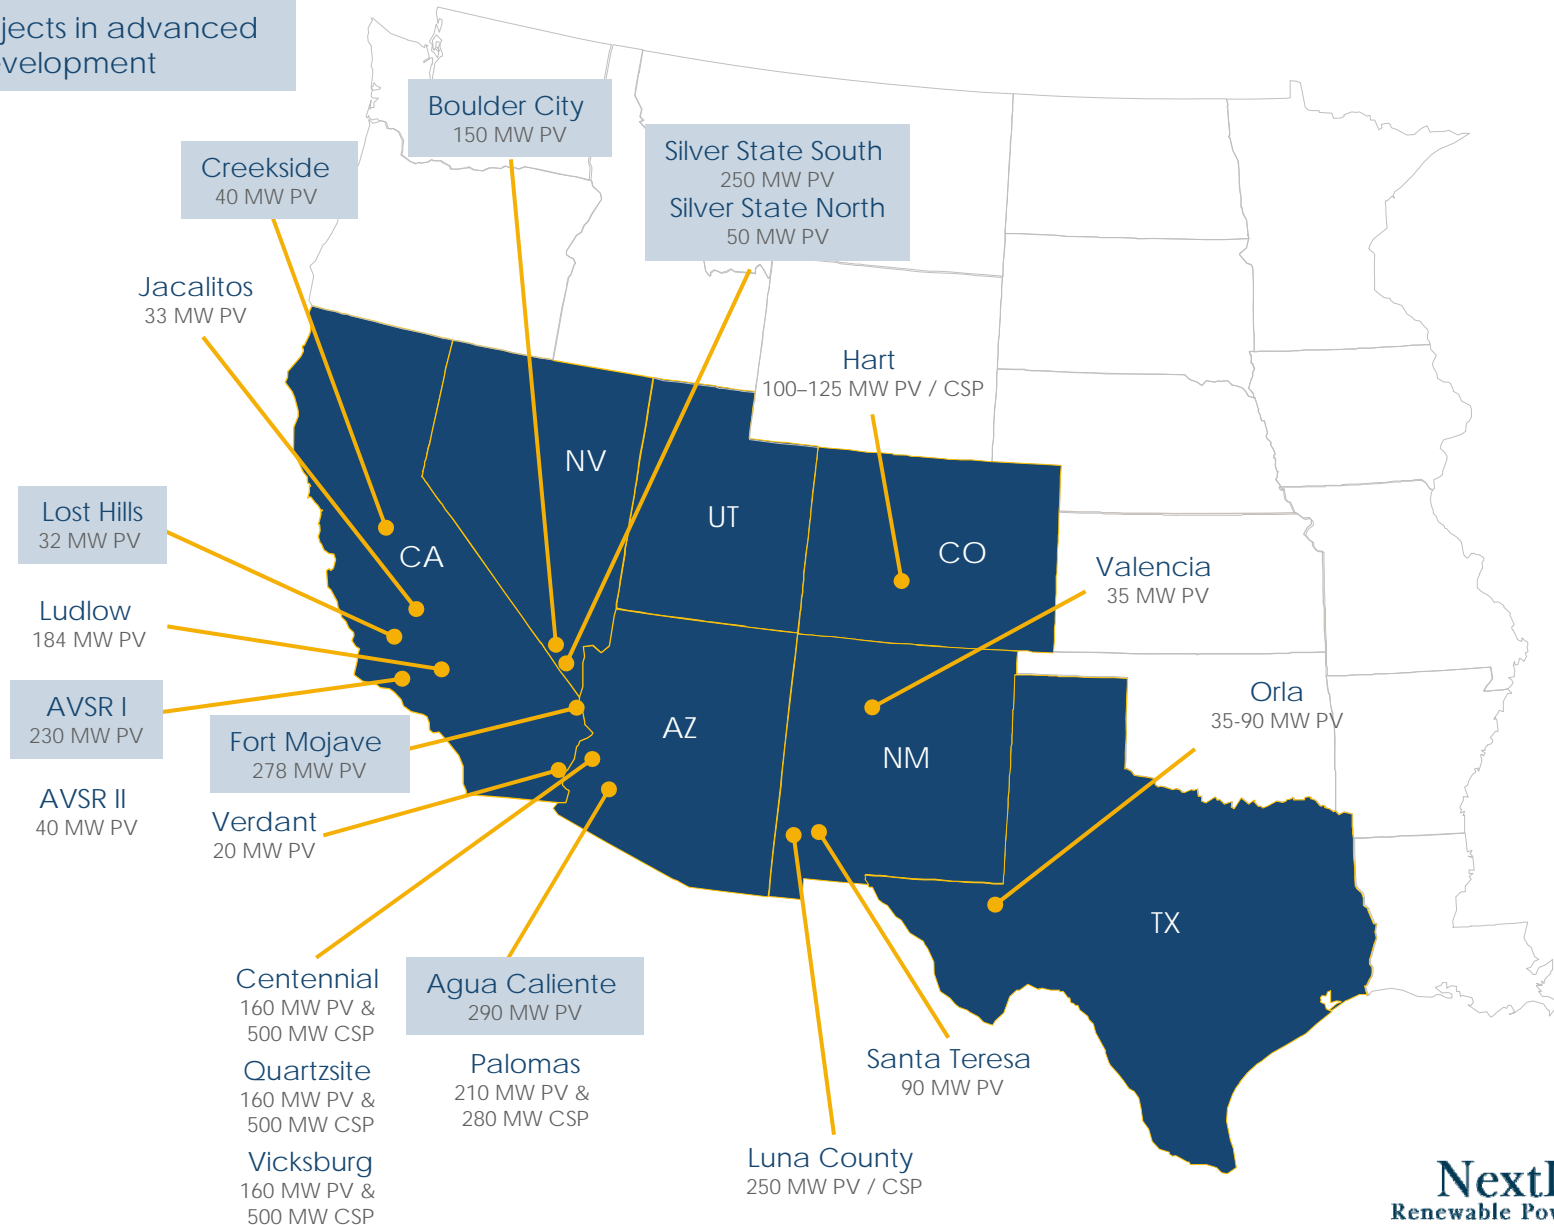 jects in advanced
velopment
Boulder City
150 MW PV
Silver State South
250 MW PV
Silver State North
50 MW PV
Creekside
40 MW PV
Jacalitos
33 MW PV
Hart
100–125 MW PV / CSP
NV
UT
CO
CA
Lost Hills
32 MW PV
Valencia
35 MW PV
Ludlow
184 MW PV
Orla
35-90 MW PV
AVSR I
230 MW PV
AZ
NM
Fort Mojave
278 MW PV
AVSR II
40 MW PV
Verdant
20 MW PV
TX
Centennial
160 MW PV &
500 MW CSP
Agua Caliente
290 MW PV
Quartzsite
160 MW PV &
500 MW CSP
Palomas
210 MW PV &
280 MW CSP
Santa Teresa
90 MW PV
Vicksburg
160 MW PV &
500 MW CSP
Luna County
250 MW PV / CSP
Next
Renewable Pow